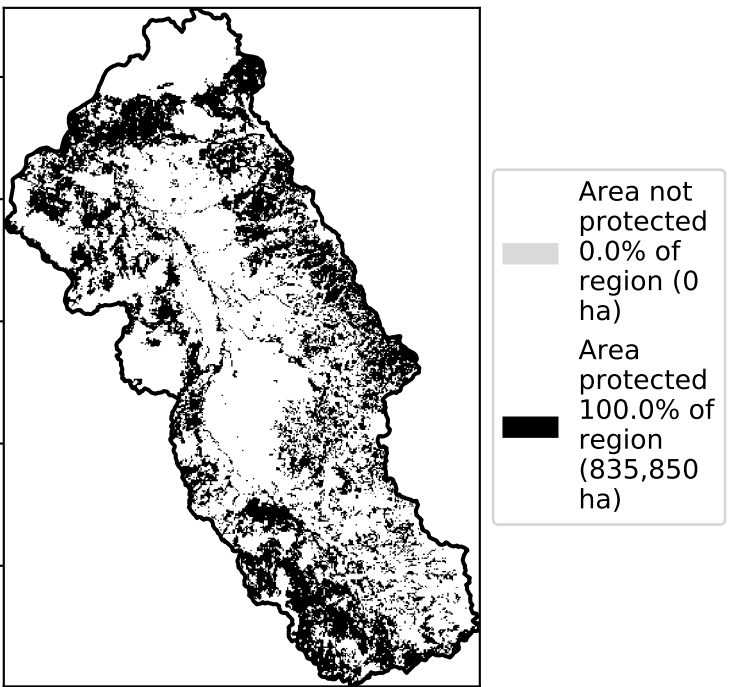 Area not
protected
0.0% of
region (0
ha)
Area
protected
100.0% of
region
(835,850
ha)